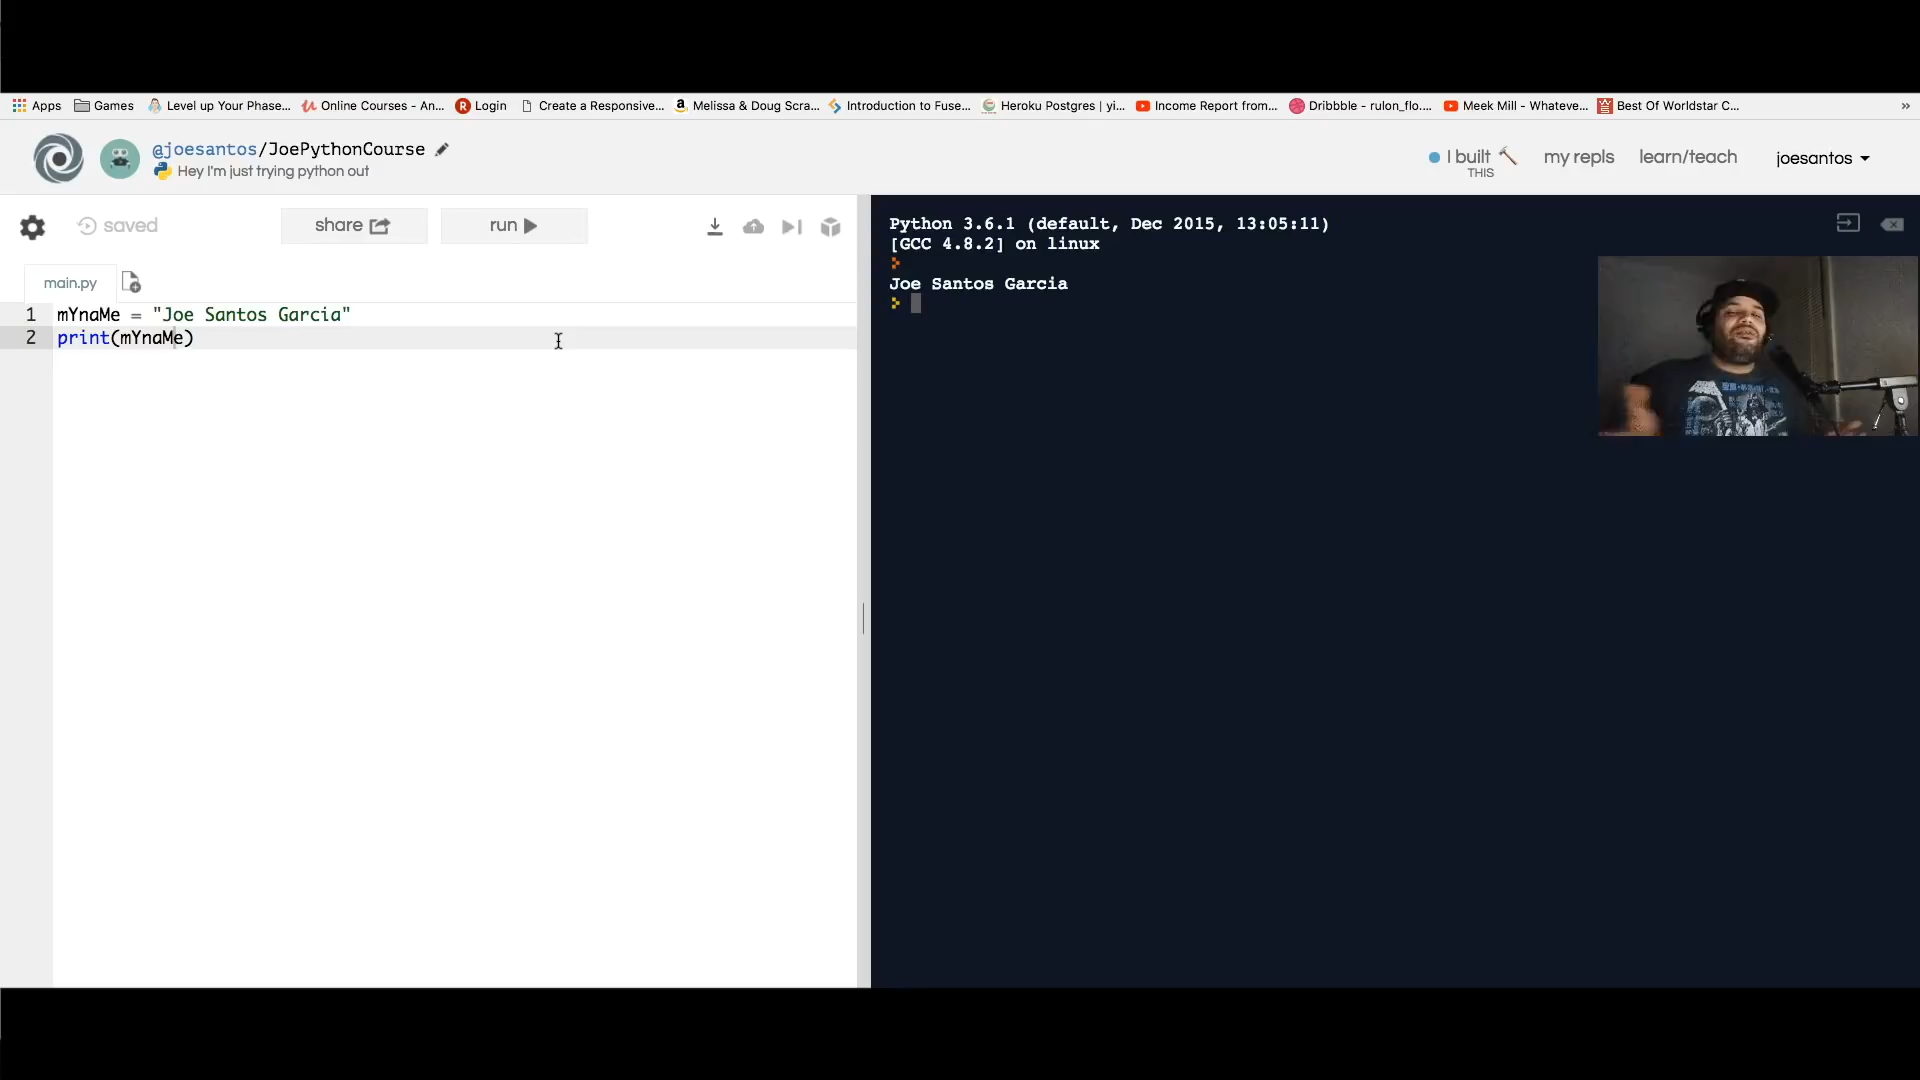 Apps Games Level up Your Phase... Online Courses - An... Login Create a Responsive... Melissa & Doug Scra... Introduction to Fuse... Heroku Postgres | yi... Income Report from... Dribbble - rulon_flo.... Meek Mill - Whateve... Best Of Worldstar C... »
@joesantos/JoePythonCourse
Hey I'm just trying python out
I built
THIS
my repls
learn/teach
joesantos
saved
share
run
main.py
1 mYnaMe = "Joe Santos Garcia"
2 print(mYnaMe)
Python 3.6.1 (default, Dec 2015, 13:05:11)
[GCC 4.8.2] on linux
Joe Santos Garcia